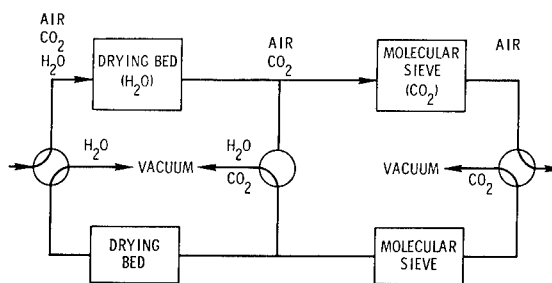 AIR
CO2
H2O
DRYING BED
(H2O)
AIR
CO2
MOLECULAR
SIEVE
(CO2)
AIR
H2O
VACUUM
H2O
CO2
VACUUM
CO2
DRYING
BED
MOLECULAR
SIEVE